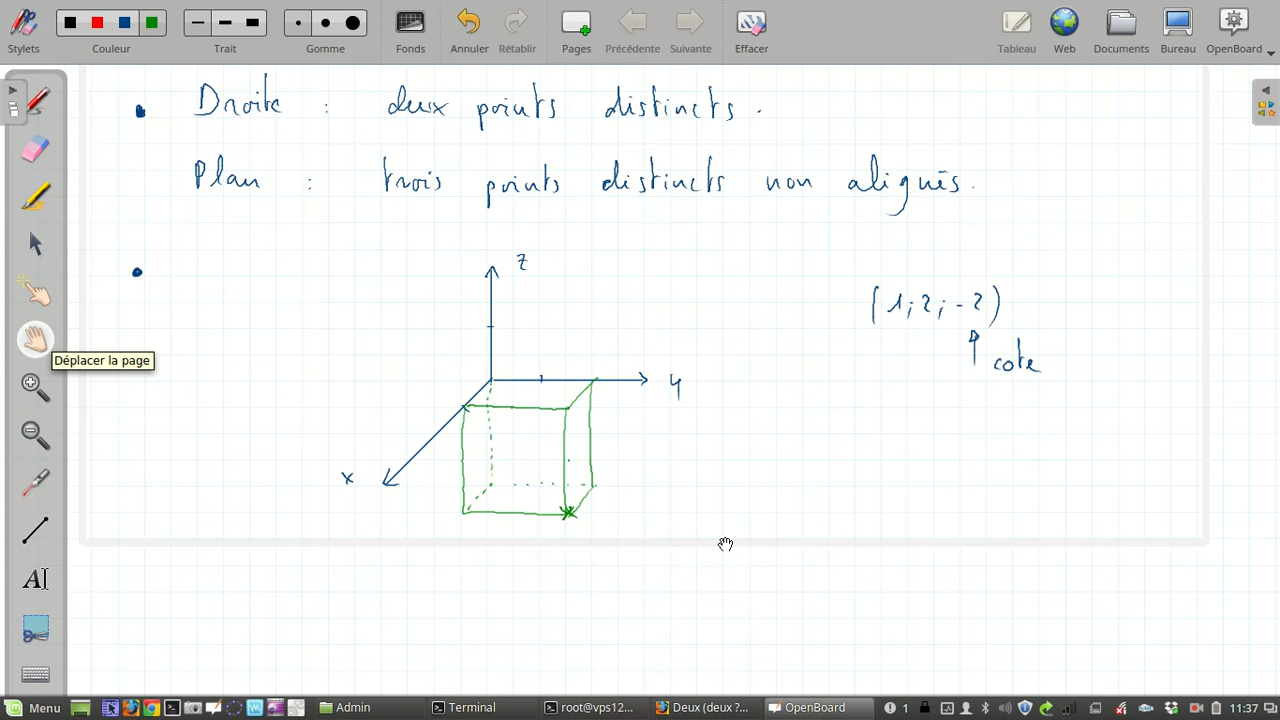 Stylets
Couleur
Trait
Gomme
Fonds
Annuler
Rétablir
Pages
Précédente
Suivante
Effacer
Tableau
Web
Documents
Bureau
OpenBoard
Droite : deux points distincts.
Plan : trois points distincts non alignés.
z
(1;2;-2)
cote
y
x
Déplacer la page
AI
Menu
Admin
Terminal
root@vps12...
Deux (deux ?...
OpenBoard
1
11:37